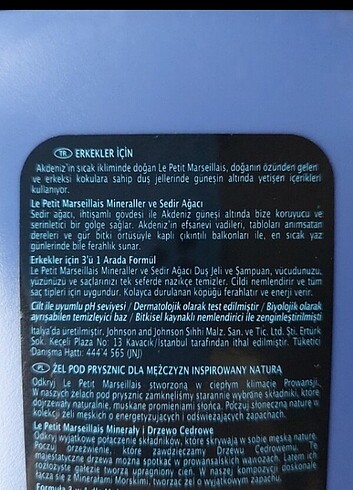 TR ERKEKLER İÇİN
Akdeniz'in sıcak ikliminde doğan Le Petit Marseillais, doğanın özünden gelen
ve erkeksi kokulara sahip duş jellerinde güneşin altında yetişen içerikleri
kullanıyor.
Le Petit Marseillais Mineraller ve Sedir Ağacı
Sedir ağacı, ihtişamlı gövdesi ile Akdeniz güneşi altında bize koruyucu ve
serinletici bir gölge sağlar. Akdeniz'in efsanevi vadileri, tabloları anımsatan
dereleri ve gür bitki örtüsüyle kaplı çıkıntılı balkonları ile, en sıcak yaz
günlerinde bile ferahlık sunar.
Erkekler için 3'ü 1 Arada Formül
Le Petit Marseillais Mineraller ve Sedir Ağacı Duş Jeli ve Şampuan, vücudunuzu,
yüzünüzü ve saçlarınızı tek seferde nazikçe temizler. Cildi nemlendirir ve tüm
saç tipleri için uygundur. Kolayca durulanan köpüğü ferahlatır ve enerji verir.
Cilt ile uyumlu pH seviyesi / Dermatolojik olarak test edilmiştir / Biyolojik olarak
ayrışabilen temizleyici baz / Bitkisel kaynaklı nemlendirici ile zenginleştirilmiştir
İtalya'da üretilmiştir. Johnson and Johnson Sıhhi Malz. San. ve Tic. Ltd. Şti. Ertürk
Sok. Keçeli Plaza No: 13 Kavacık/İstanbul tarafından ithal edilmiştir. Tüketici
Danışma Hattı: 444 4 565 (JNJ)
PL ŻEL POD PRYSZNIC DLA MĘŻCZYZN INSPIROWANY NATURĄ
Odkryj Le Petit Marseillais stworzoną w ciepłym klimacie Prowansji.
W naszych żelach pod prysznic zamknęliśmy starannie wybrane składniki, które
dojrzewały naturalnie, muskane promieniami słońca. Poczuj słoneczną naturę w
kolekcji żeli męskich o energetyzujących i odświeżających zapachach.
Le Petit Marseillais Minerały i Drzewo Cedrowe
Odkryj wyjątkowe połączenie składników, które skrywają w sobie męską naturę.
Poczuj orzeźwienie, które zawdzięczamy Drzewu Cedrowemu. Te
majestatyczne drzewa można spotkać w prowansalskich wąwozach. Latem ich
rozłożyste gałęzie tworzą upragniony cień. W naszej kompozycji doskonale
łączą się z Minerałami Morskimi, tworząc żel o wyjątkowym zapachu.